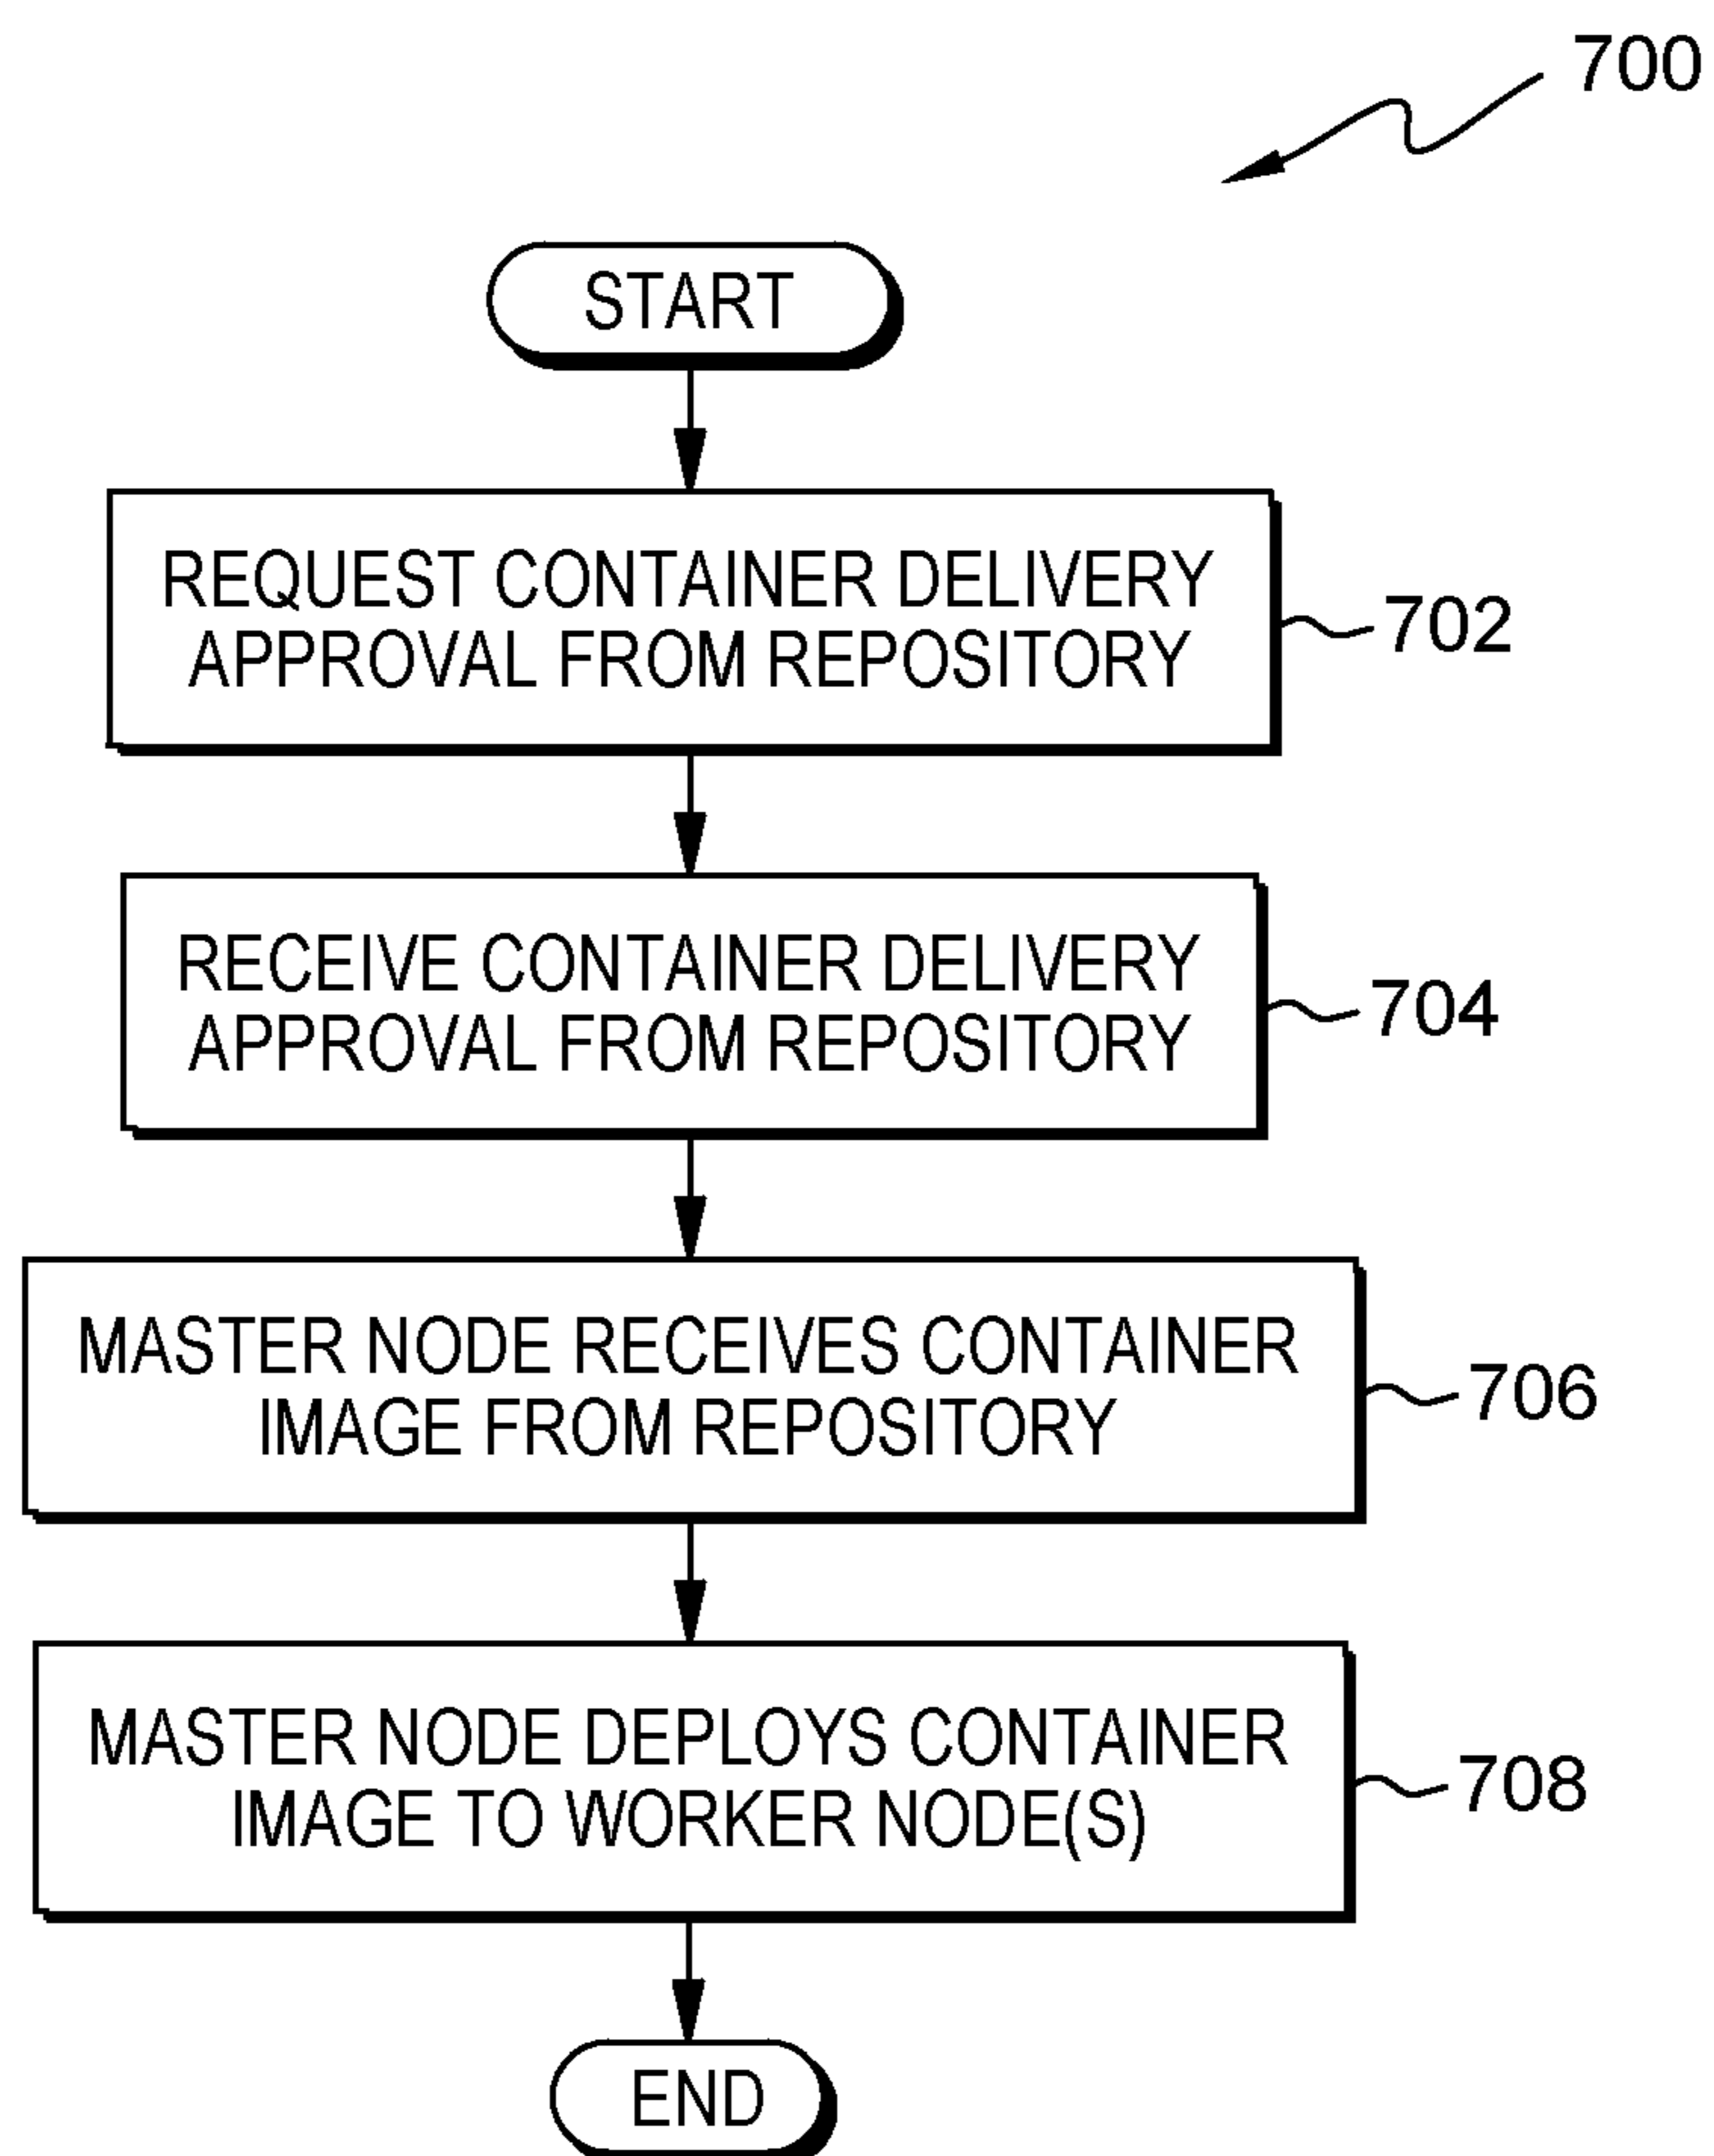 700
START
REQUEST CONTAINER DELIVERY
APPROVAL FROM REPOSITORY
702
RECEIVE CONTAINER DELIVERY
APPROVAL FROM REPOSITORY
704
MASTER NODE RECEIVES CONTAINER
IMAGE FROM REPOSITORY
706
MASTER NODE DEPLOYS CONTAINER
IMAGE TO WORKER NODE(S)
708
END